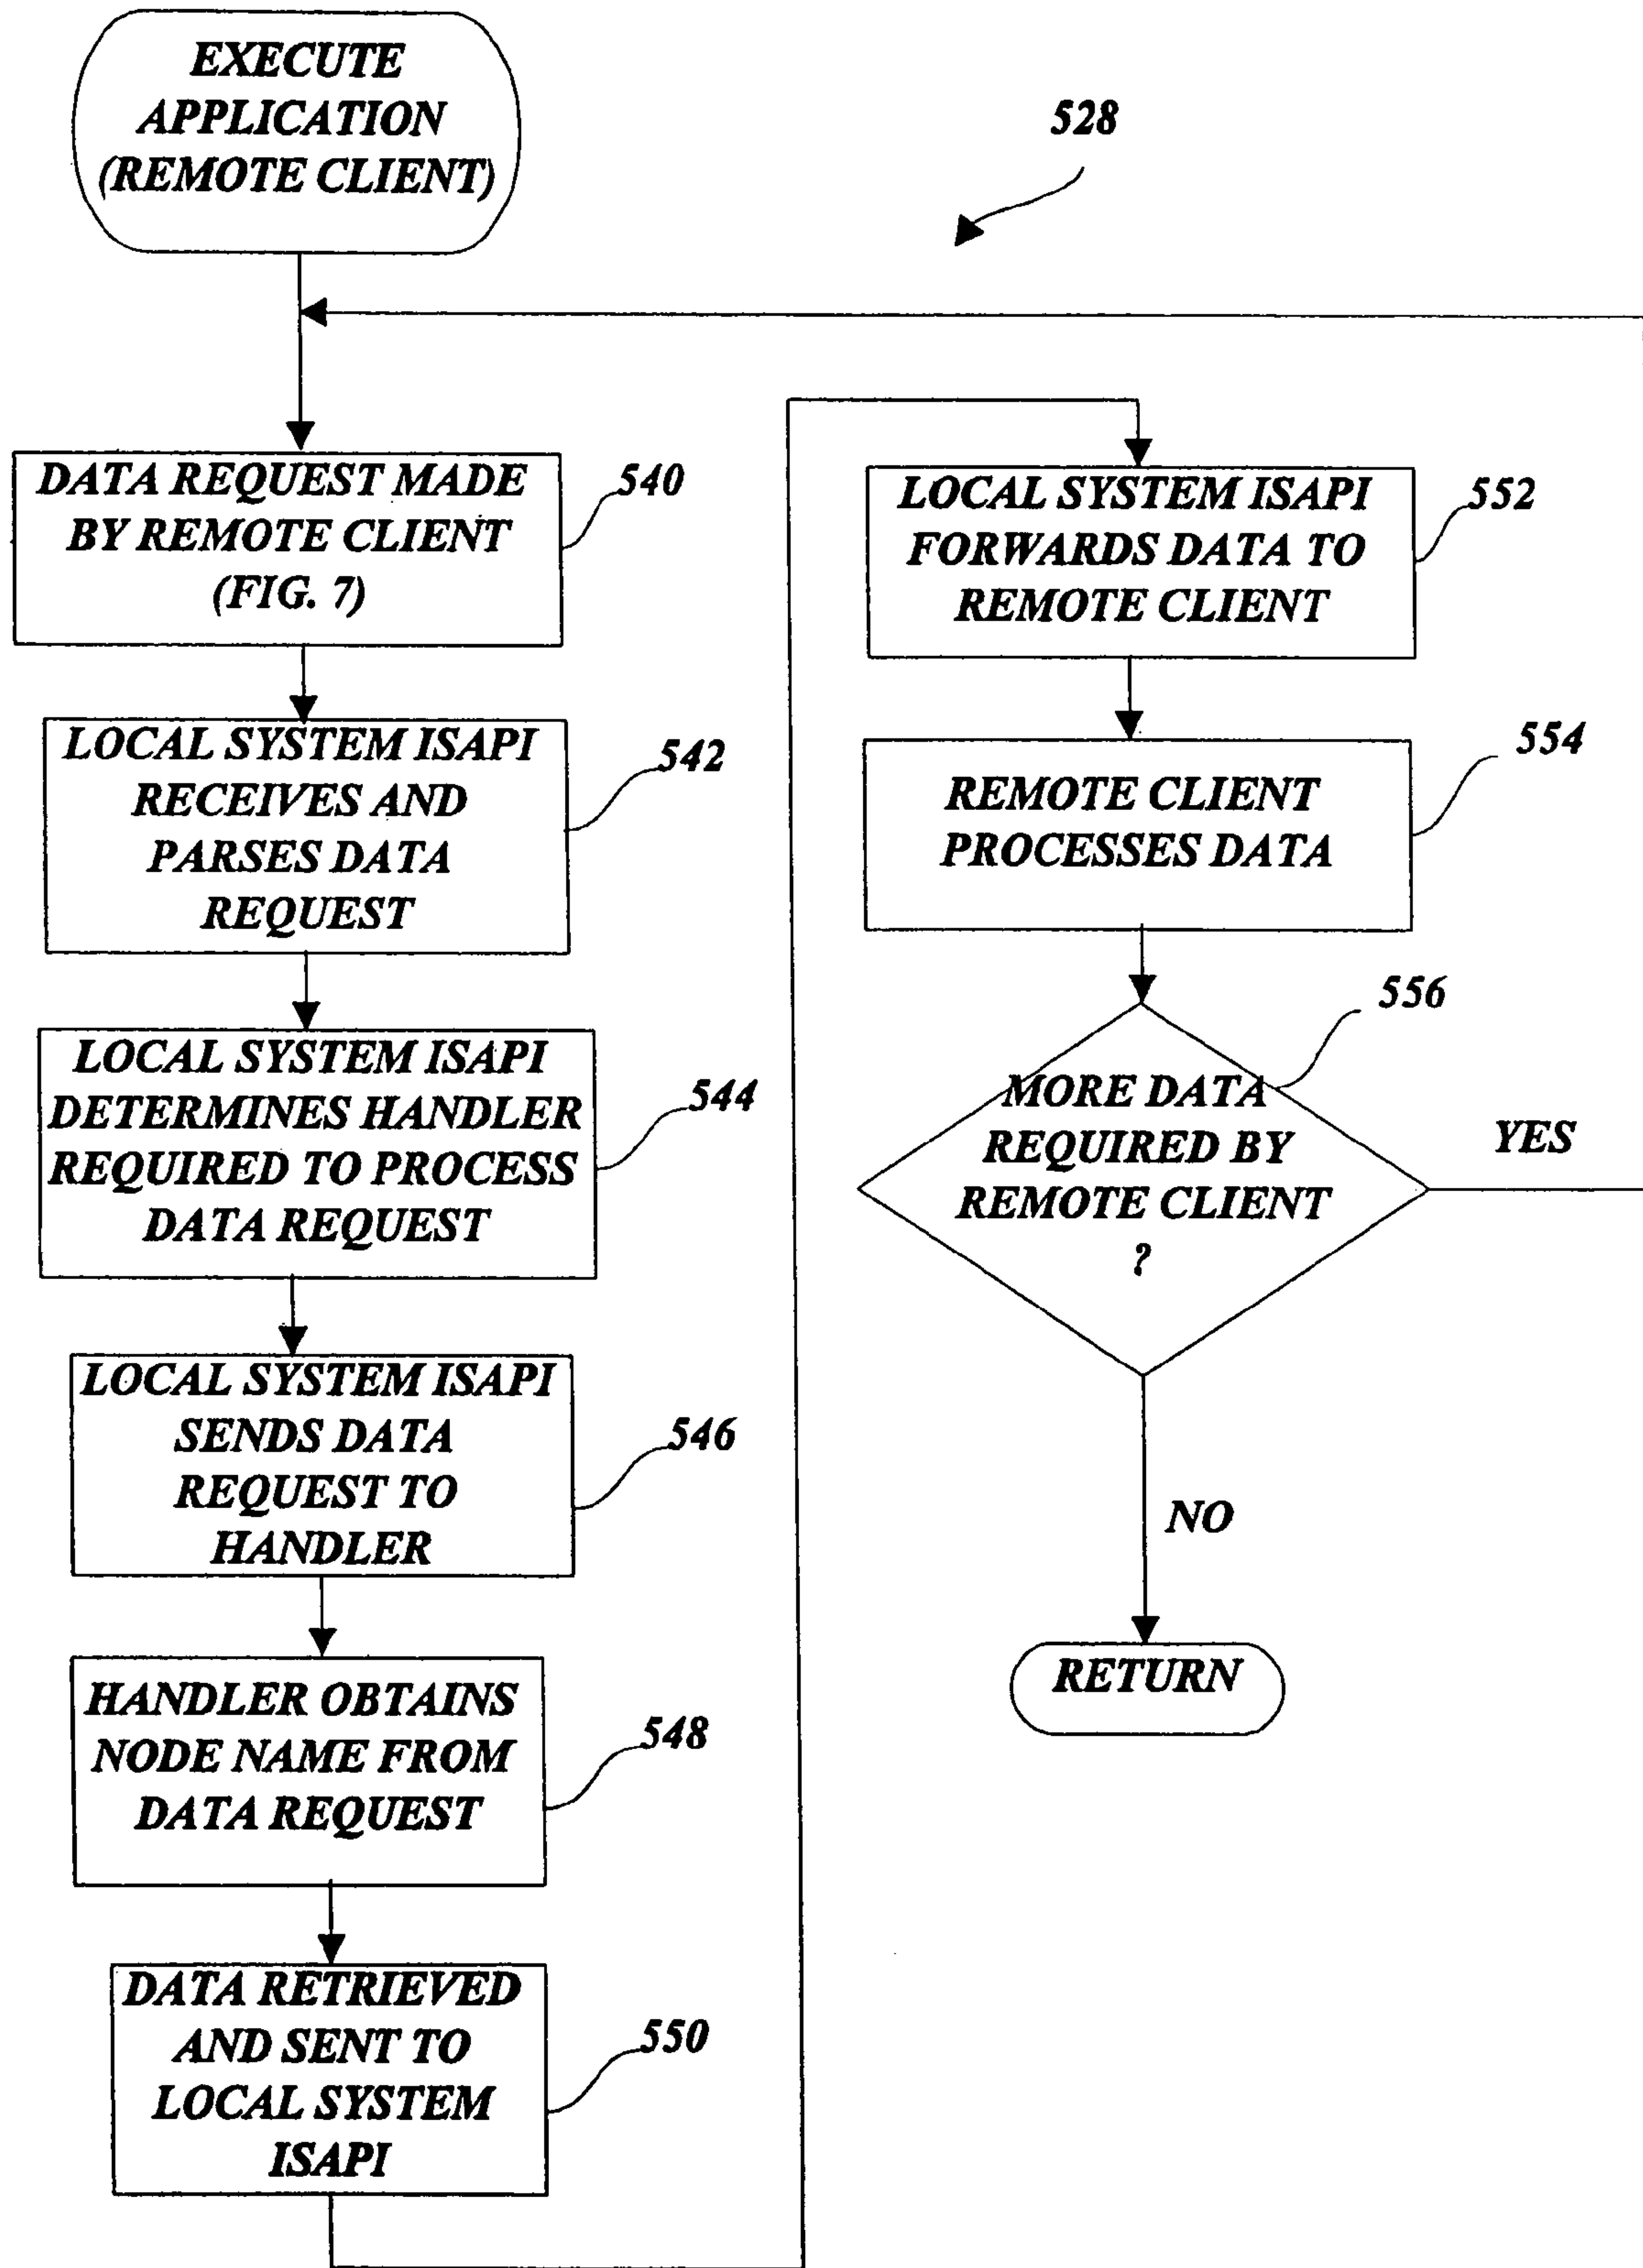 EXECUTE
APPLICATION
(REMOTE CLIENT)
528
DATA REQUEST MADE
BY REMOTE CLIENT
(FIG. 7)
540
LOCAL SYSTEM ISAPI
RECEIVES AND
PARSES DATA
REQUEST
542
LOCAL SYSTEM ISAPI
DETERMINES HANDLER
REQUIRED TO PROCESS
DATA REQUEST
544
LOCAL SYSTEM ISAPI
SENDS DATA
REQUEST TO
HANDLER
546
HANDLER OBTAINS
NODE NAME FROM
DATA REQUEST
548
DATA RETRIEVED
AND SENT TO
LOCAL SYSTEM
ISAPI
550
LOCAL SYSTEM ISAPI
FORWARDS DATA TO
REMOTE CLIENT
552
REMOTE CLIENT
PROCESSES DATA
554
MORE DATA
REQUIRED BY
REMOTE CLIENT
?
556
YES
NO
RETURN